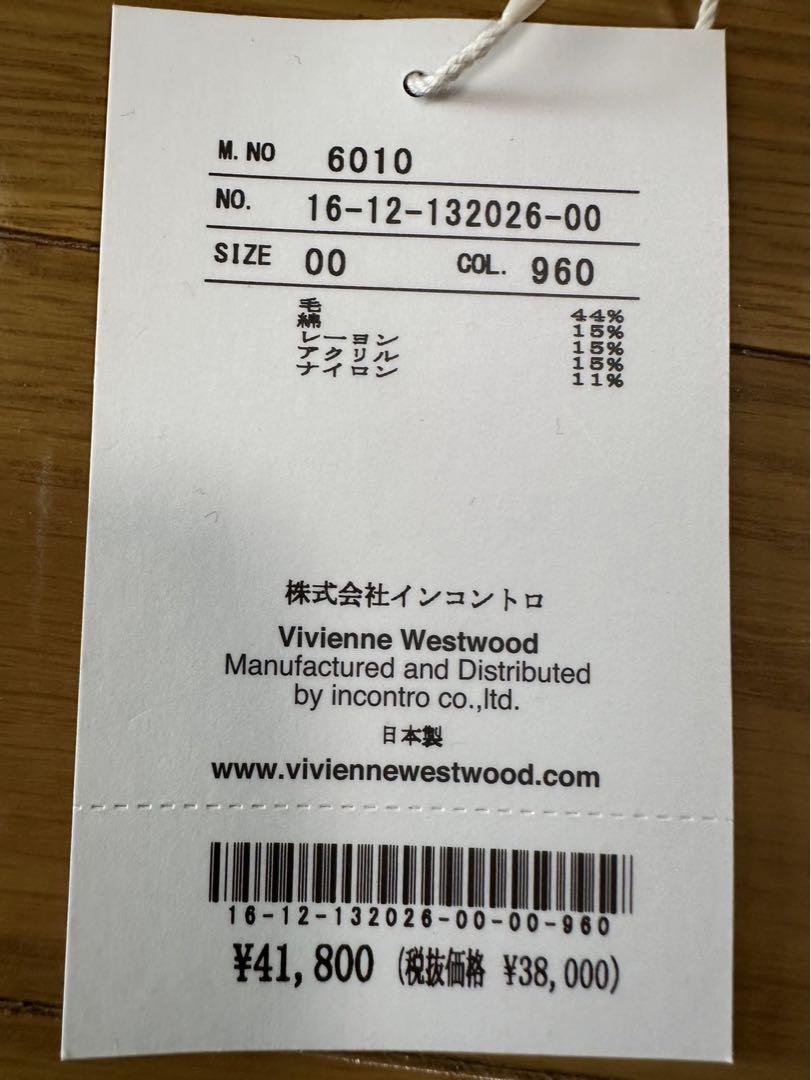 M. NO 6010
NO. 16-12-132026-00
SIZE 00 COL. 960
毛 44%
綿 15%
レーヨン 15%
アクリル 15%
ナイロン 11%
株式会社インコントロ
Vivienne Westwood
Manufactured and Distributed
by incontro co.,ltd.
日本製
www.viviennewestwood.com
16-12-132026-00-00-960
¥41,800 (税抜価格 ¥38,000)